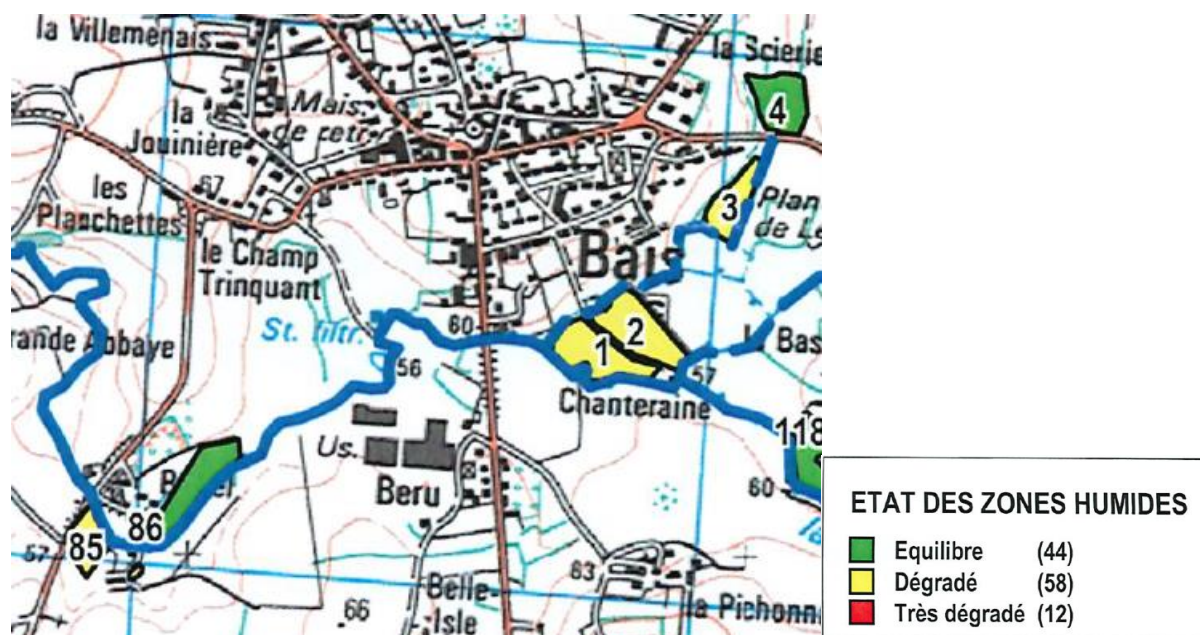 la Villemenais
la Scierie
4
Mais.
de retr.
la
Jouinière
les
Planchettes
67
3
Plan
de Le
Bais
le Champ
Trinquant
St. filtr.
60
rande Abbaye
2
1
56
57
Bas
Chanteraine
118
Us.
Beru
60
86
85
57
63
Belle-
Isle
66
a Pichonn
ETAT DES ZONES HUMIDES
Equilibre (44)
Dégradé (58)
Très dégradé (12)